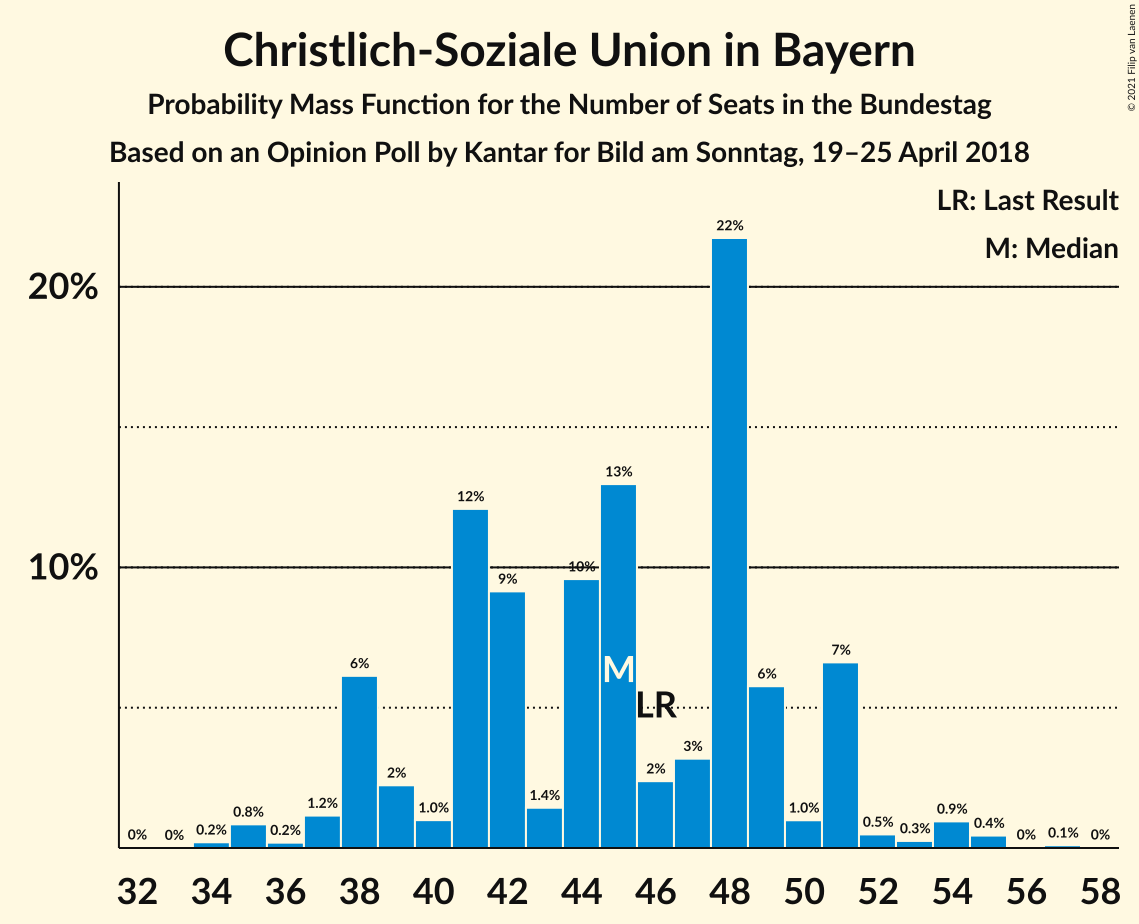 Christlich-Soziale Union in Bayern
Probability Mass Function for the Number of Seats in the Bundestag
Based on an Opinion Poll by Kantar for Bild am Sonntag, 19–25 April 2018
© 2021 Filip van Laenen
LR: Last Result
M: Median
20%
10%
0% 0% 0.2% 0.8% 0.2% 1.2% 6% 2% 1.0% 12% 9% 1.4% 10% 13% 2% 3% 22% 6% 1.0% 7% 0.5% 0.3% 0.9% 0.4% 0% 0.1% 0%
M
LR
32 34 36 38 40 42 44 46 48 50 52 54 56 58